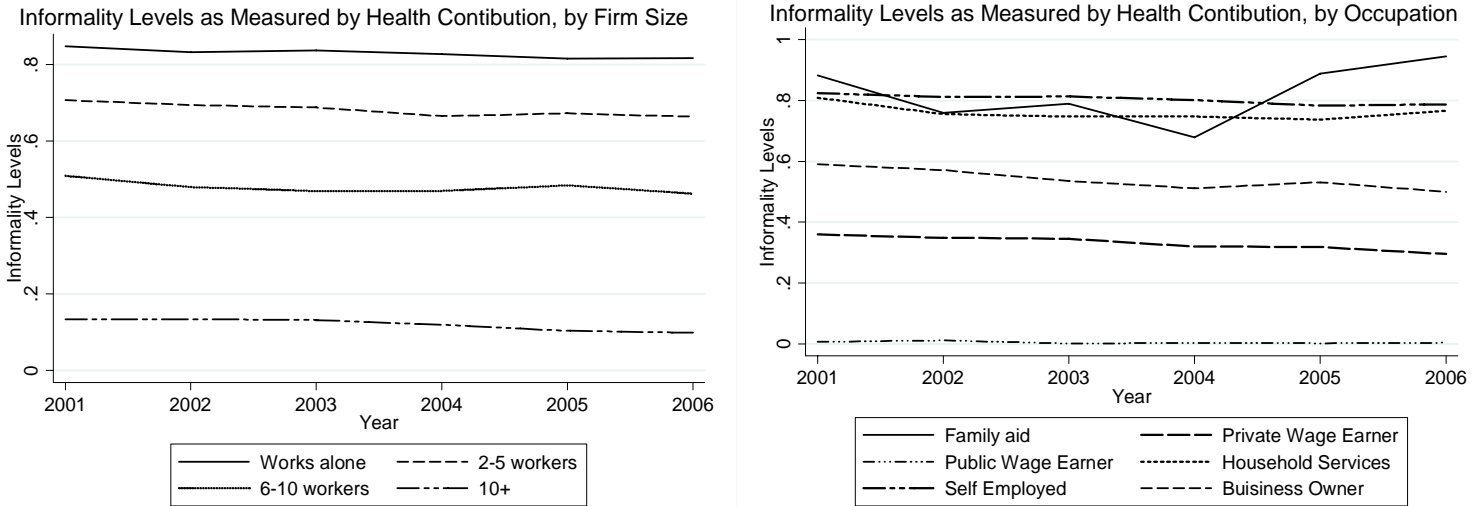 Informality Levels as Measured by Health Contibution, by Firm Size
Informality Levels
.8
.6
.4
.2
0
2001 2002 2003 2004 2005 2006
Year
Works alone 2-5 workers
6-10 workers 10+
Informality Levels as Measured by Health Contibution, by Occupation
Informality Levels
1
.8
.6
.4
.2
0
2001 2002 2003 2004 2005 2006
Year
Family aid Private Wage Earner
Public Wage Earner Household Services
Self Employed Buisiness Owner